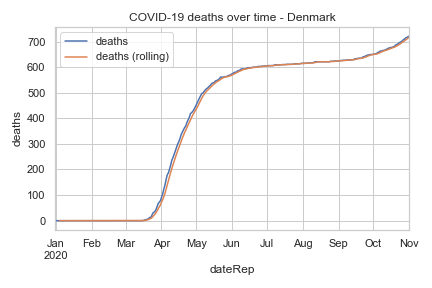 COVID-19 deaths over time - Denmark
deaths
deaths (rolling)
700
600
500
400
300
200
100
0
deaths
Jan Feb Mar Apr May Jun Jul Aug Sep Oct Nov
2020
dateRep